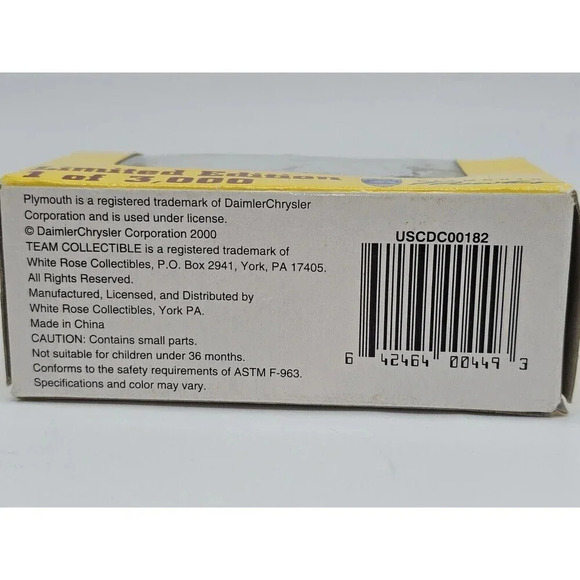 Limited Edition
1 of 3,000
Plymouth is a registered trademark of DaimlerChrysler
Corporation and is used under license.
© DaimlerChrysler Corporation 2000
TEAM COLLECTIBLE is a registered trademark of
White Rose Collectibles, P.O. Box 2941, York, PA 17405.
All Rights Reserved.
Manufactured, Licensed, and Distributed by
White Rose Collectibles, York PA.
Made in China
CAUTION: Contains small parts.
Not suitable for children under 36 months.
Conforms to the safety requirements of ASTM F-963.
Specifications and color may vary.
USCDC00182
6 42464 00449 3